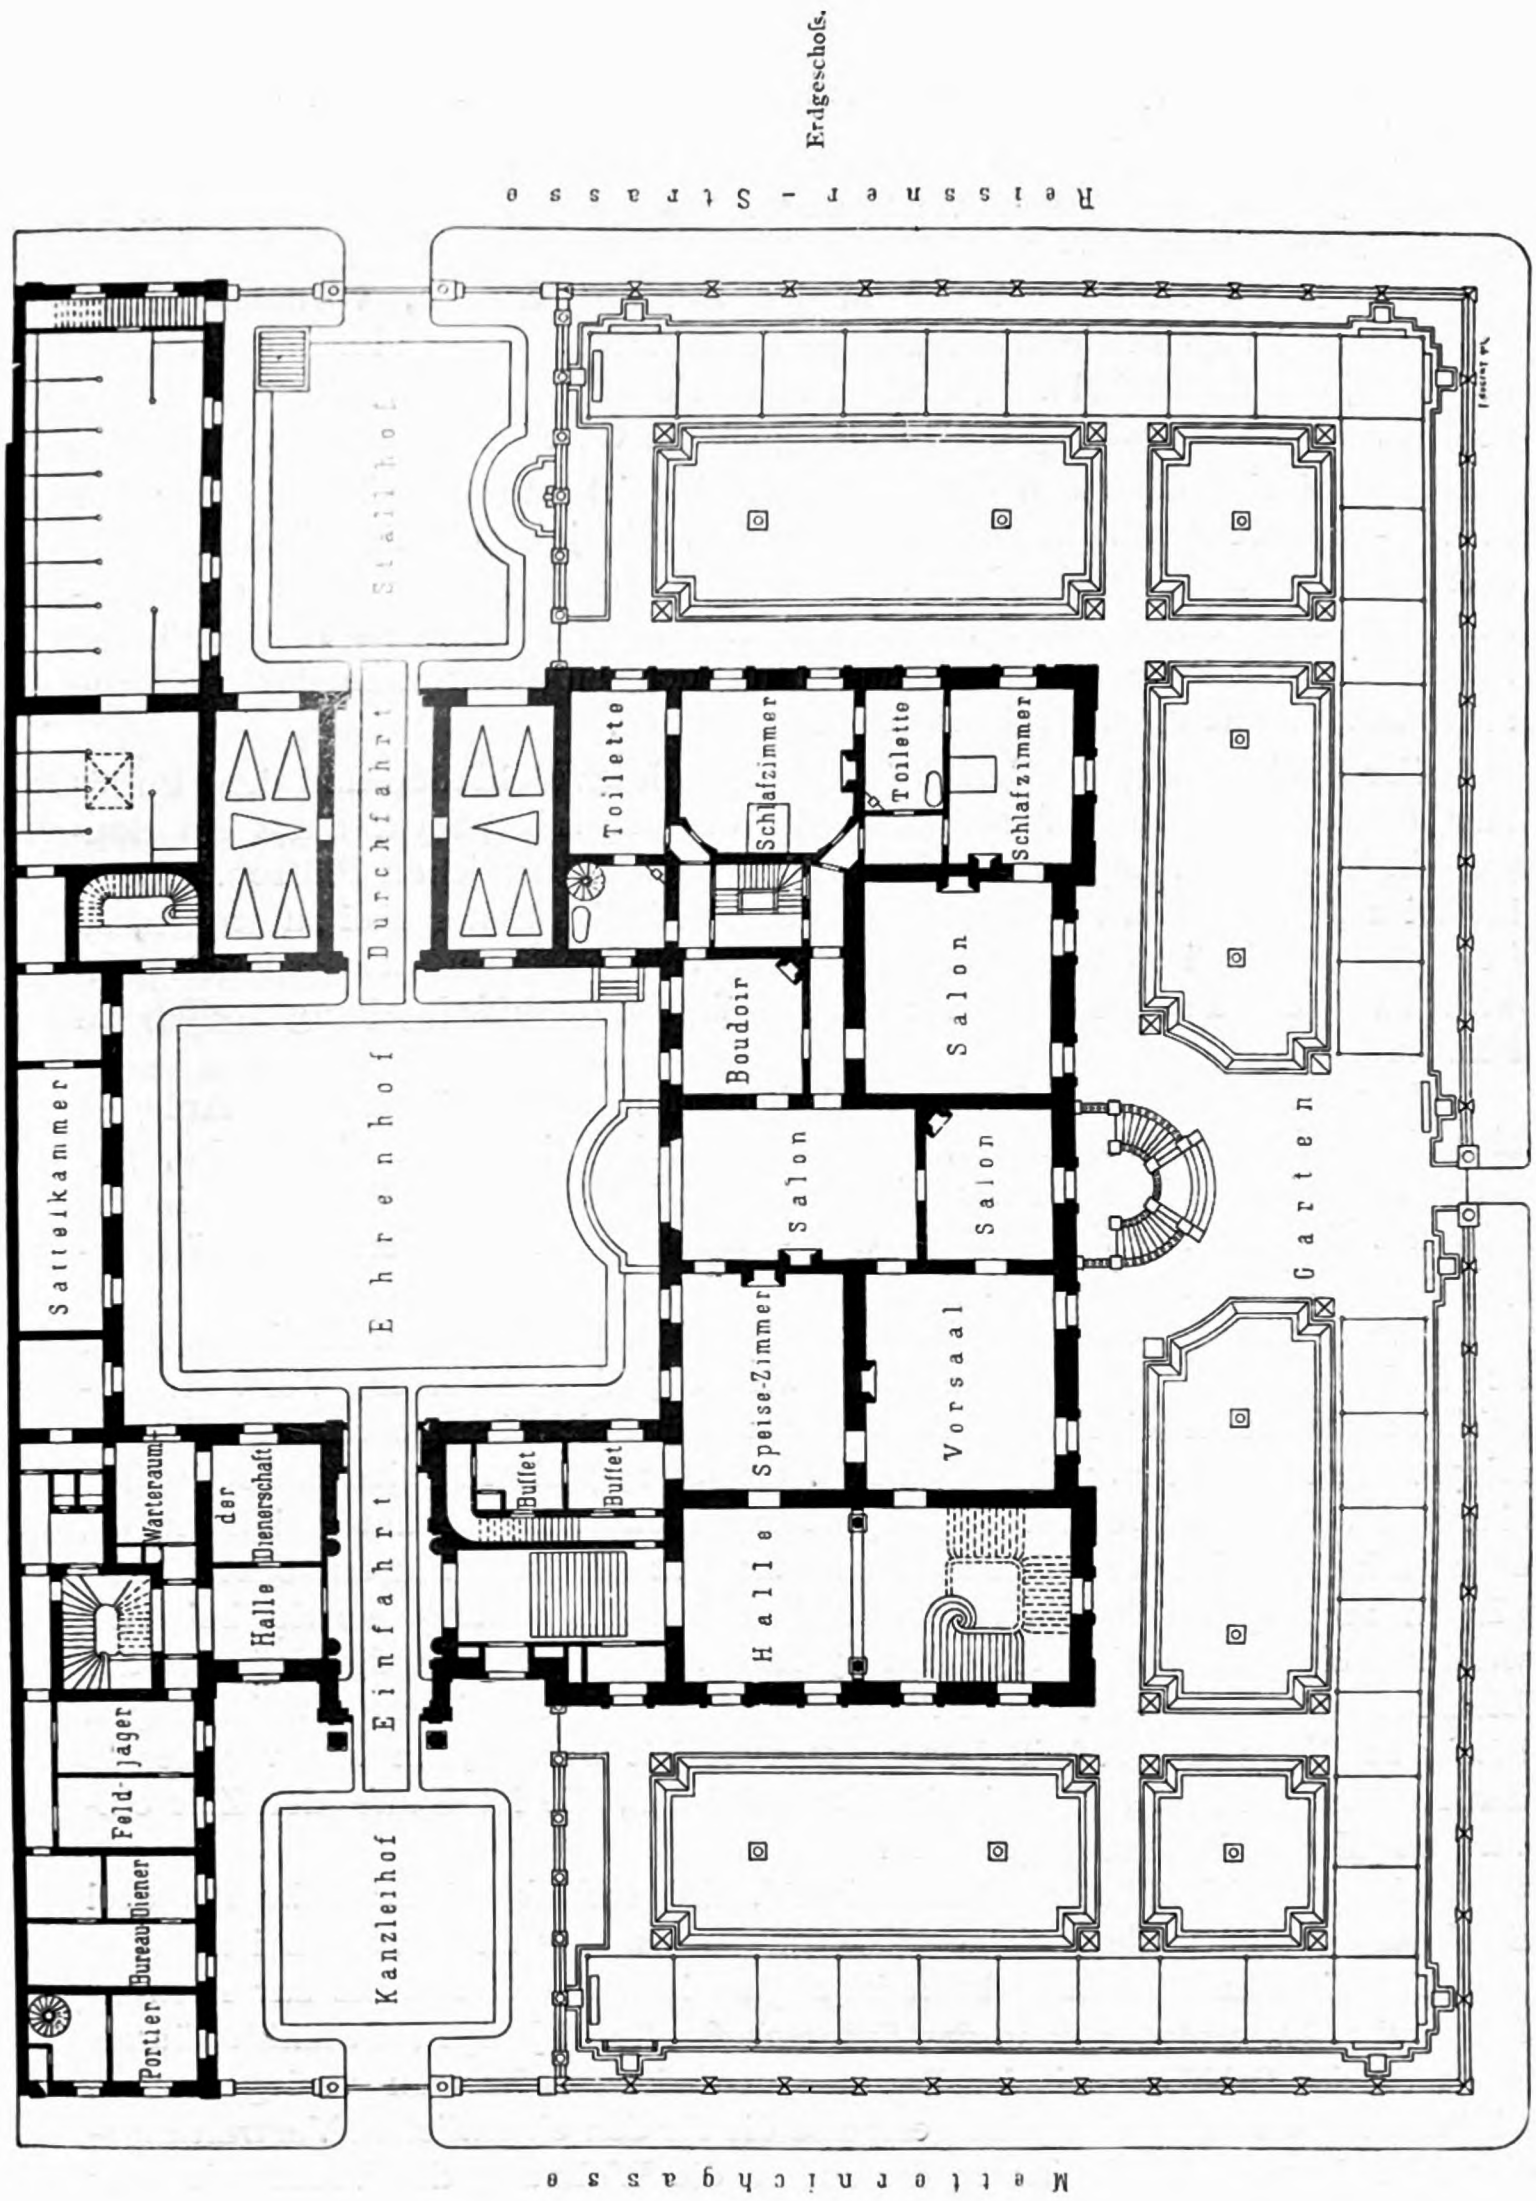 Erdgeschoſs.
Reissner-Strasse
Stallhof
Durchfahrt
Toilette
Schlafzimmer
Toilette
Schlafzimmer
Sattelkammer
Ehrenhof
Boudoir
Salon
Salon
Salon
Garten
Speise-Zimmer
Vorsaal
Warteraum
der
Dienerschaft
Halle
Einfahrt
Buffet
Buffet
Halle
Feld-jäger
Bureau-Diener
Portier
Kanzleihof
Metternichgasse